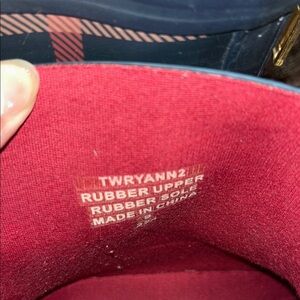 TWRYANN2
RUBBER UPPER
RUBBER SOLE
MADE IN CHINA